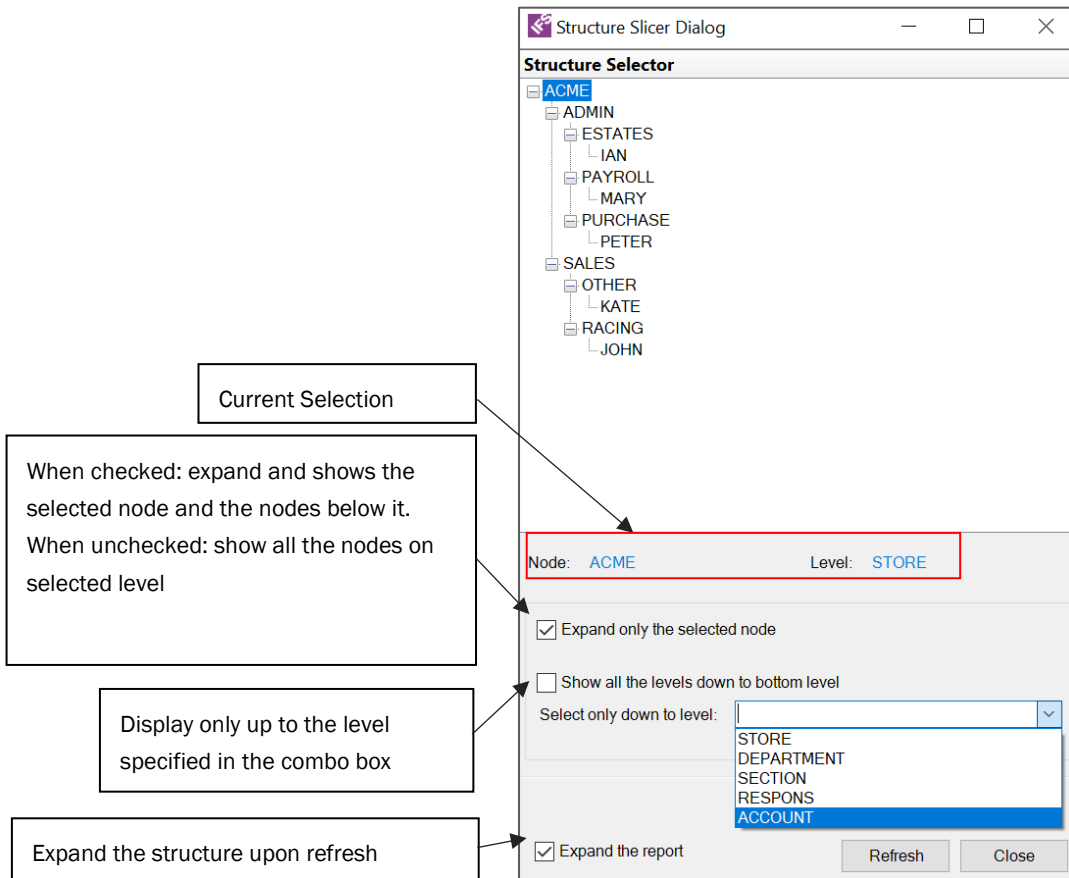 IFS Structure Slicer Dialog
Structure Selector
ACME
ADMIN
ESTATES
IAN
PAYROLL
MARY
PURCHASE
PETER
SALES
OTHER
KATE
RACING
JOHN
Current Selection
When checked: expand and shows the
selected node and the nodes below it.
When unchecked: show all the nodes on
selected level
Node: ACME Level: STORE
Expand only the selected node
Show all the levels down to bottom level
Display only up to the level
specified in the combo box
Select only down to level:
STORE
DEPARTMENT
SECTION
RESPONS
ACCOUNT
Expand the structure upon refresh
Expand the report
Refresh Close